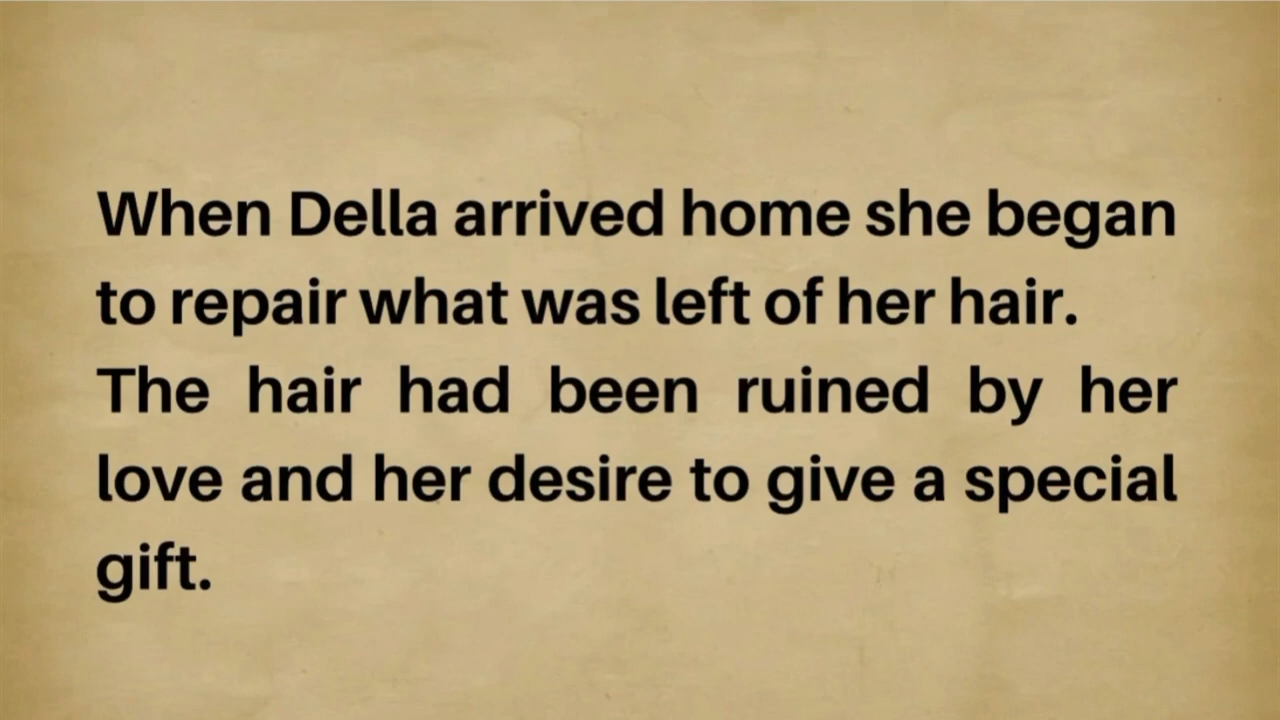 When Della arrived home she began
to repair what was left of her hair.
The hair had been ruined by her
love and her desire to give a special
gift.